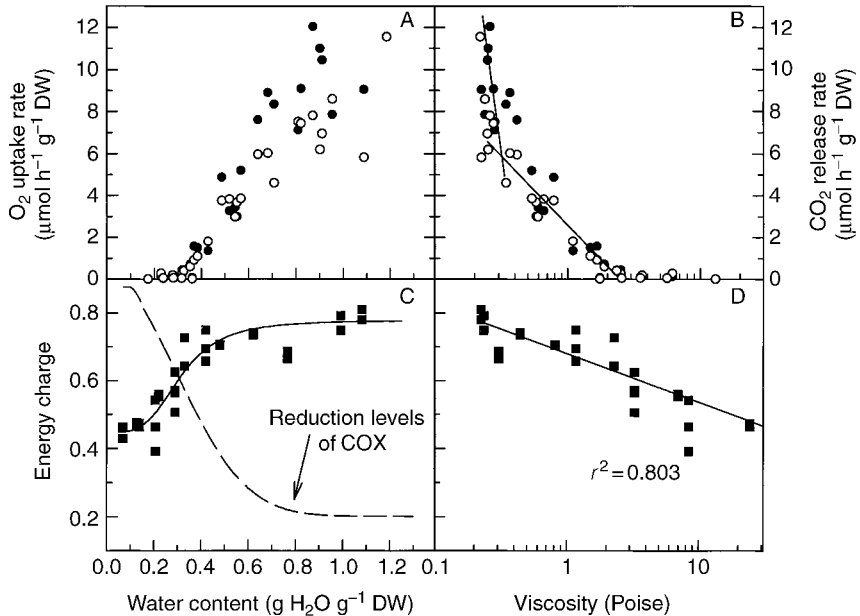 A
B
O₂ uptake rate
(µmol h⁻¹ g⁻¹ DW)
12
10
8
6
4
2
0
12
10
8
6
4
2
0
CO₂ release rate
(µmol h⁻¹ g⁻¹ DW)
C
D
Energy charge
0.8
0.6
0.4
0.2
Reduction levels
of COX
r²=0.803
0.0 0.2 0.4 0.6 0.8 1.0 1.2
0.1 1 10
Water content (g H₂O g⁻¹ DW)
Viscosity (Poise)